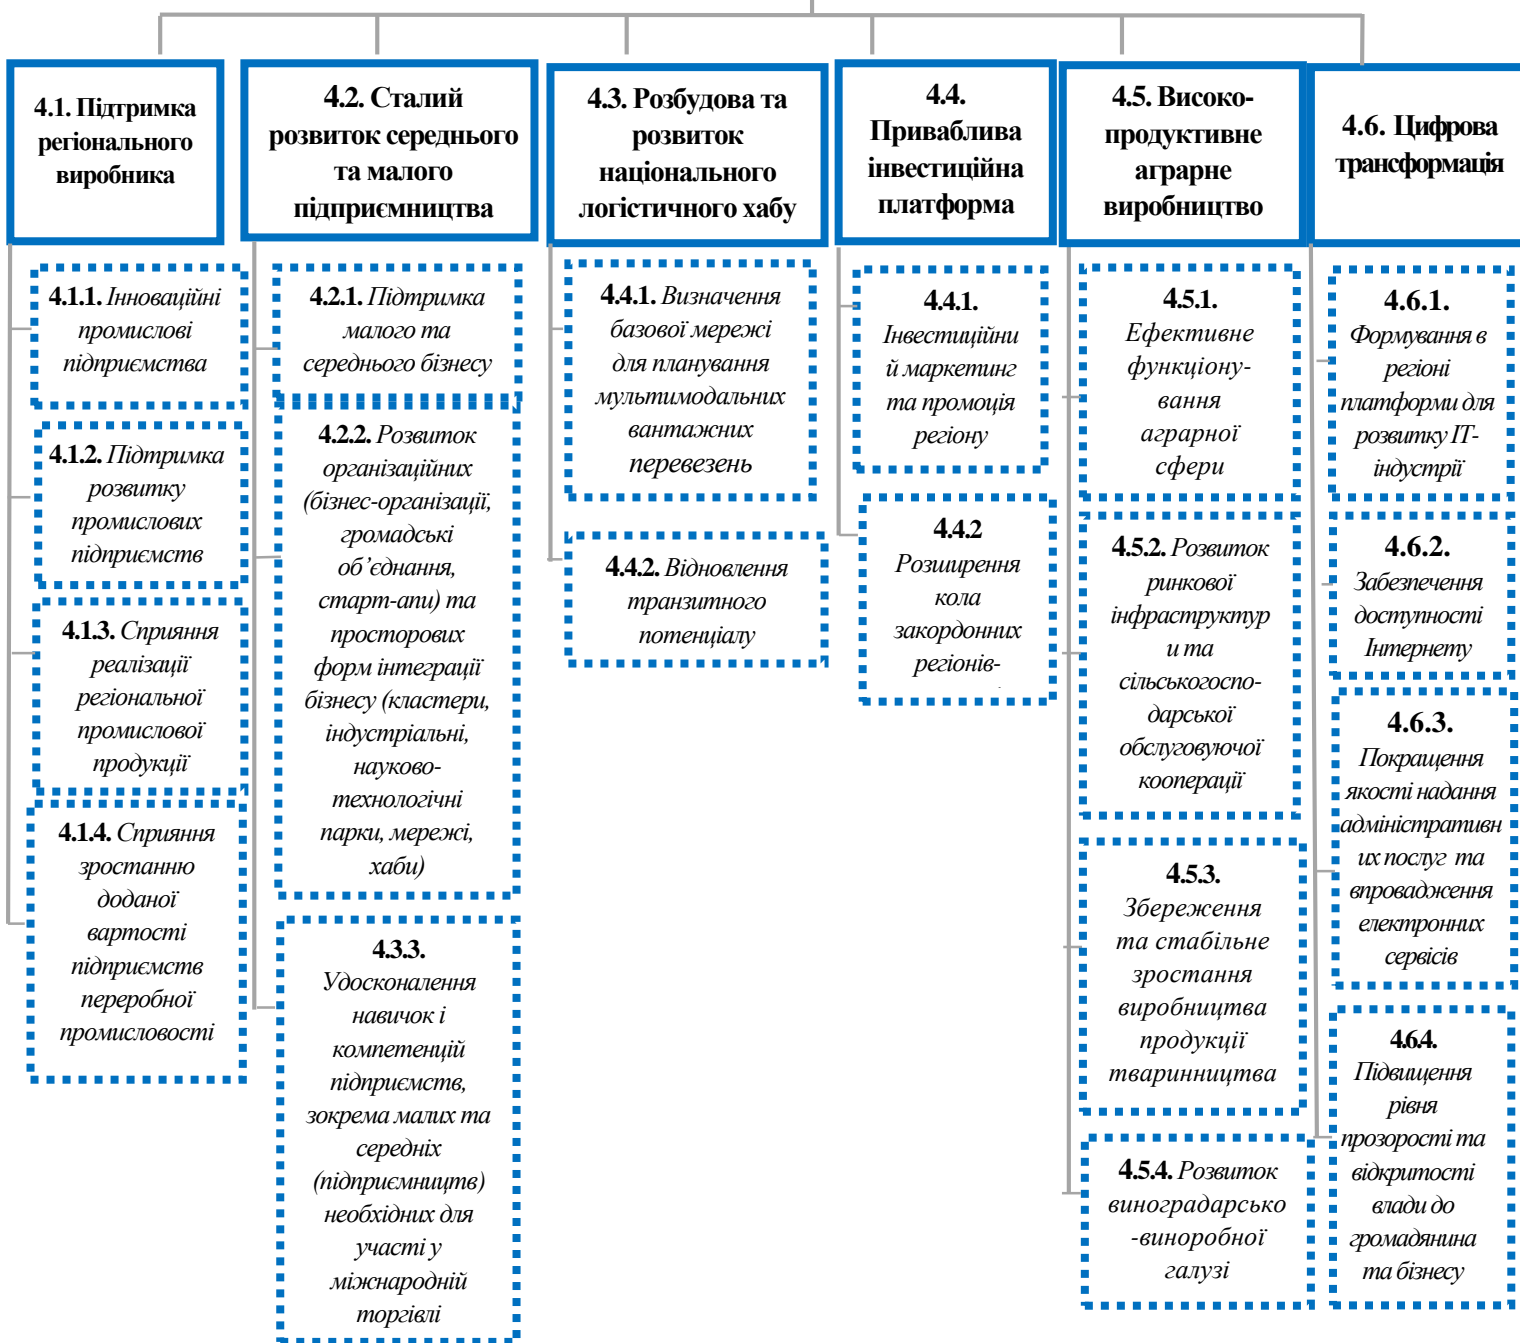 4.1. Підтримка
регіонального
виробника
4.2. Сталий
розвиток середнього
та малого
підприємництва
4.3. Розбудова та
розвиток
національного
логістичного хабу
4.4.
Приваблива
інвестиційна
платформа
4.5. Високо-
продуктивне
аграрне
виробництво
4.6. Цифрова
трансформація
4.1.1. Інноваційні
промислові
підприємства
4.1.2. Підтримка
розвитку
промислових
підприємств
4.1.3. Сприяння
реалізації
регіональної
промислової
продукції
4.1.4. Сприяння
зростанню
доданої
вартості
підприємств
переробної
промисловості
4.2.1. Підтримка
малого та
середнього бізнесу
4.2.2. Розвиток
організаційних
(бізнес-організації,
громадські
об’єднання,
старт-апи) та
просторових
форм інтеграції
бізнесу (кластери,
індустріальні,
науково-
технологічні
парки, мережі,
хаби)
4.3.3.
Удосконалення
навичок і
компетенцій
підприємств,
зокрема малих та
середніх
(підприємництв)
необхідних для
участі у
міжнародній
торгівлі
4.4.1. Визначення
базової мережі
для планування
мультимодальних
вантажних
перевезень
4.4.2. Відновлення
транзитного
потенціалу
4.4.1.
Інвестиційни
й маркетинг
та промоція
регіону
4.4.2
Розширення
кола
закордонних
регіонів-
4.5.1.
Ефективне
функціону-
вання
аграрної
сфери
4.5.2. Розвиток
ринкової
інфраструктур
и та
сільськогоспо-
дарської
обслуговуючої
кооперації
4.5.3.
Збереження
та стабільне
зростання
виробництва
продукції
тваринництва
4.5.4. Розвиток
виноградарсько
-виноробної
галузі
4.6.1.
Формування в
регіоні
платформи для
розвитку ІТ-
індустрії
4.6.2.
Забезпечення
доступності
Інтернету
4.6.3.
Покращення
якості надання
адміністративн
их послуг та
впровадження
електронних
сервісів
4.6.4.
Підвищення
рівня
прозорості та
відкритості
влади до
громадянина
та бізнесу